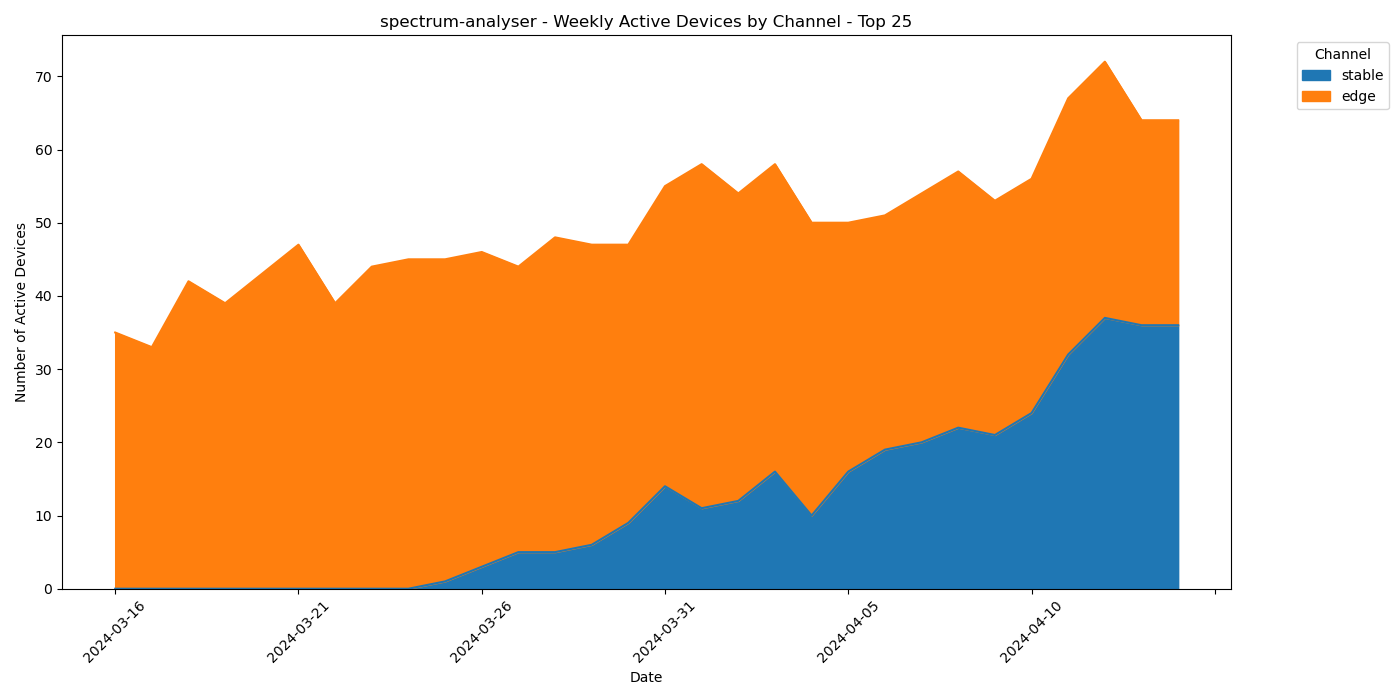 spectrum-analyser - Weekly Active Devices by Channel - Top 25
Channel
stable
edge
Number of Active Devices
70
60
50
40
30
20
10
0
2024-03-16
2024-03-21
2024-03-26
2024-03-31
2024-04-05
2024-04-10
Date